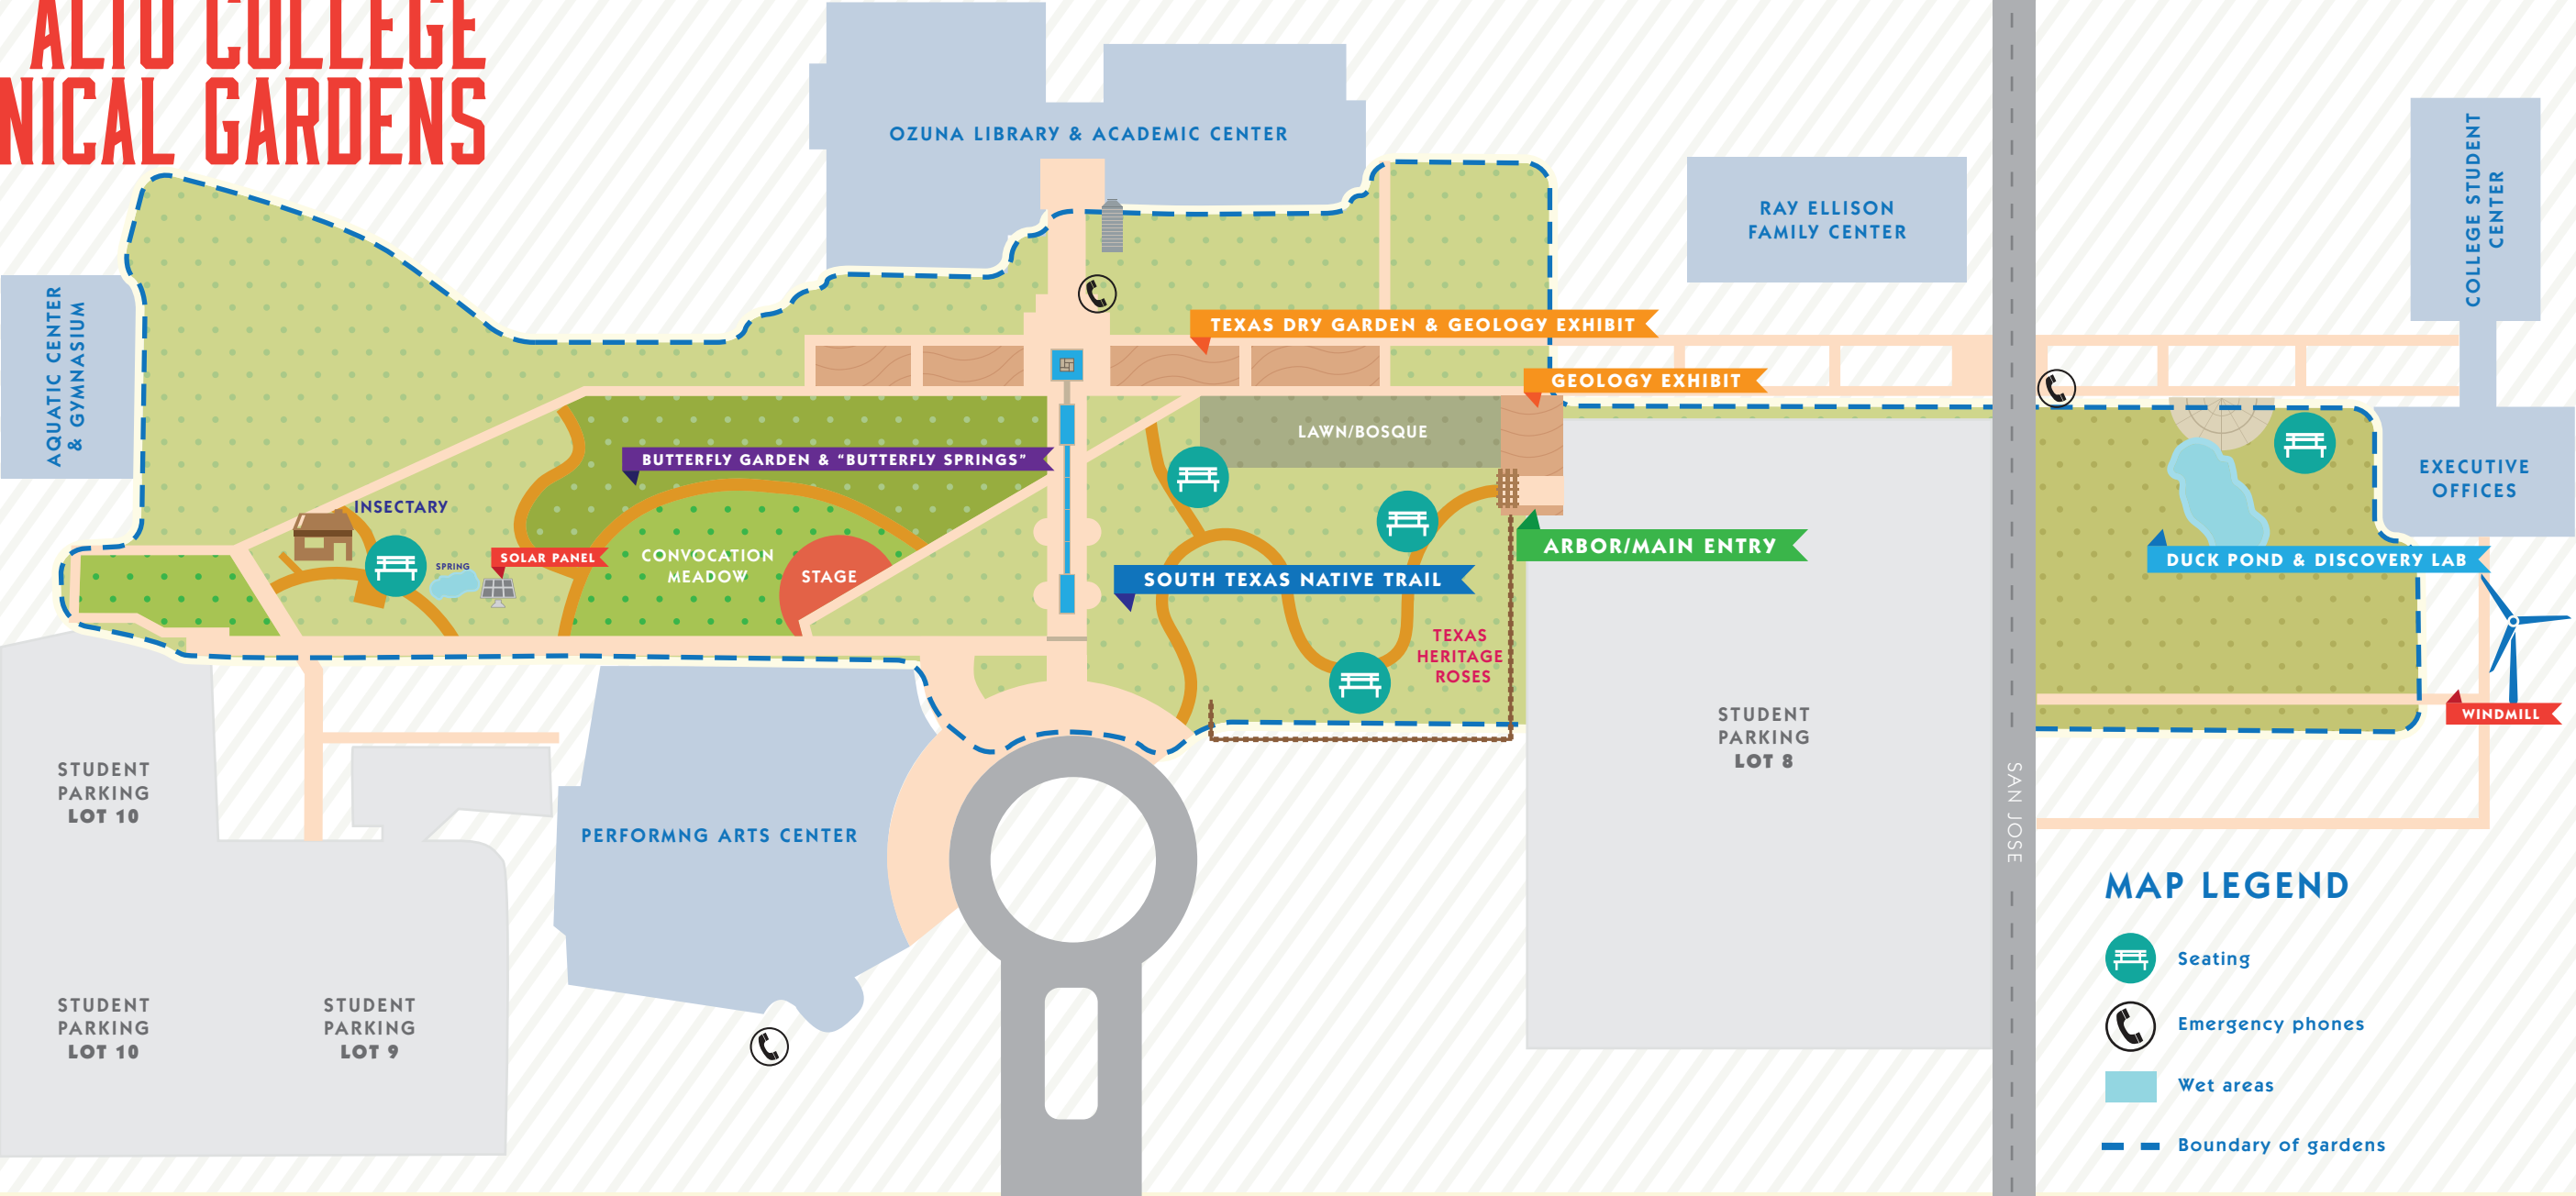 ALTO COLLEGE
NICAL GARDENS
OZUNA LIBRARY & ACADEMIC CENTER
RAY ELLISON
FAMILY CENTER
COLLEGE STUDENT
CENTER
AQUATIC CENTER
& GYMNASIUM
TEXAS DRY GARDEN & GEOLOGY EXHIBIT
GEOLOGY EXHIBIT
LAWN/BOSQUE
BUTTERFLY GARDEN & “BUTTERFLY SPRINGS”
EXECUTIVE
OFFICES
INSECTARY
SPRING
SOLAR PANEL
CONVOCATION
MEADOW
STAGE
SOUTH TEXAS NATIVE TRAIL
ARBOR/MAIN ENTRY
DUCK POND & DISCOVERY LAB
TEXAS
HERITAGE
ROSES
WINDMILL
STUDENT
PARKING
LOT 8
STUDENT
PARKING
LOT 10
PERFORMNG ARTS CENTER
SAN JOSE
STUDENT
PARKING
LOT 10
STUDENT
PARKING
LOT 9
MAP LEGEND
Seating
Emergency phones
Wet areas
Boundary of gardens